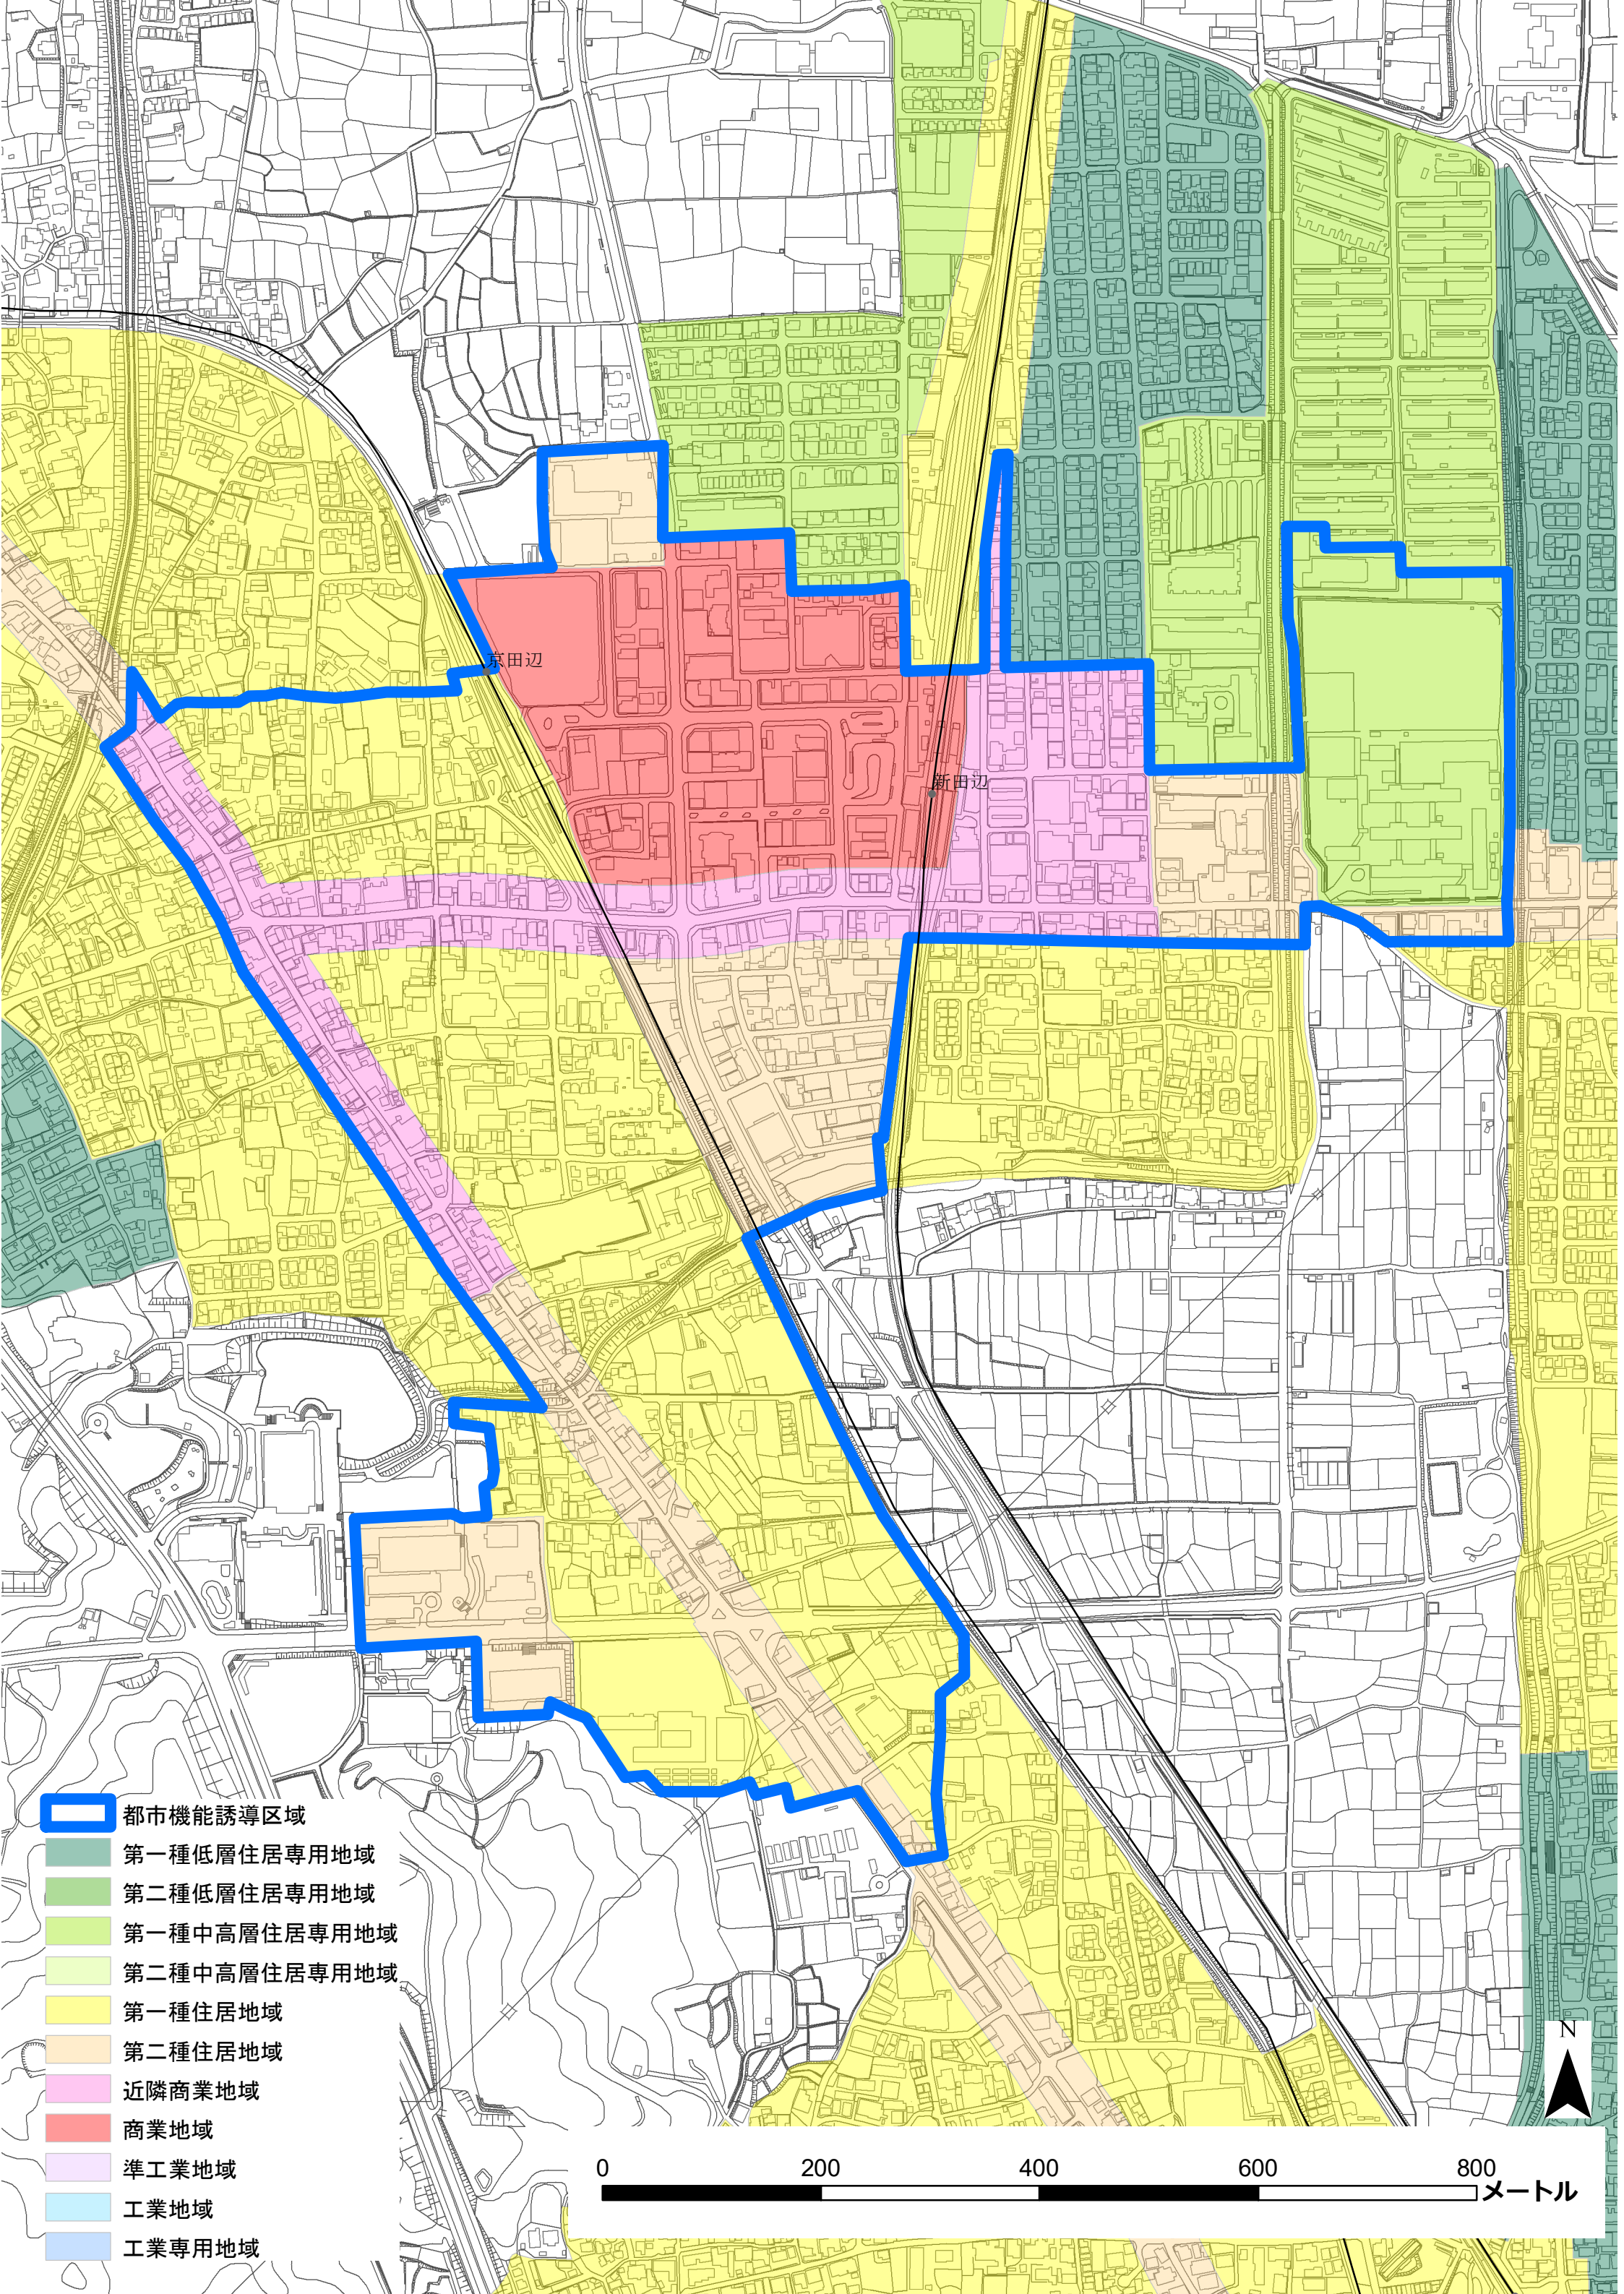 京田辺
新田辺
都市機能誘導区域
第一種低層住居専用地域
第二種低層住居専用地域
第一種中高層住居専用地域
第二種中高層住居専用地域
第一種住居地域
第二種住居地域
近隣商業地域
商業地域
準工業地域
工業地域
工業専用地域
N
0 200 400 600 800
メートル